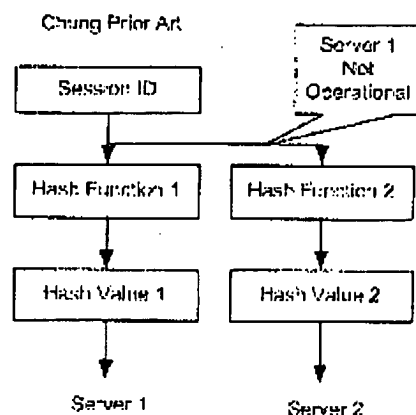 Chung Prior Art
Server 1
Not
Operational
Session ID
Hash Function 1
Hash Function 2
Hash Value 1
Hash Value 2
Server 1
Server 2